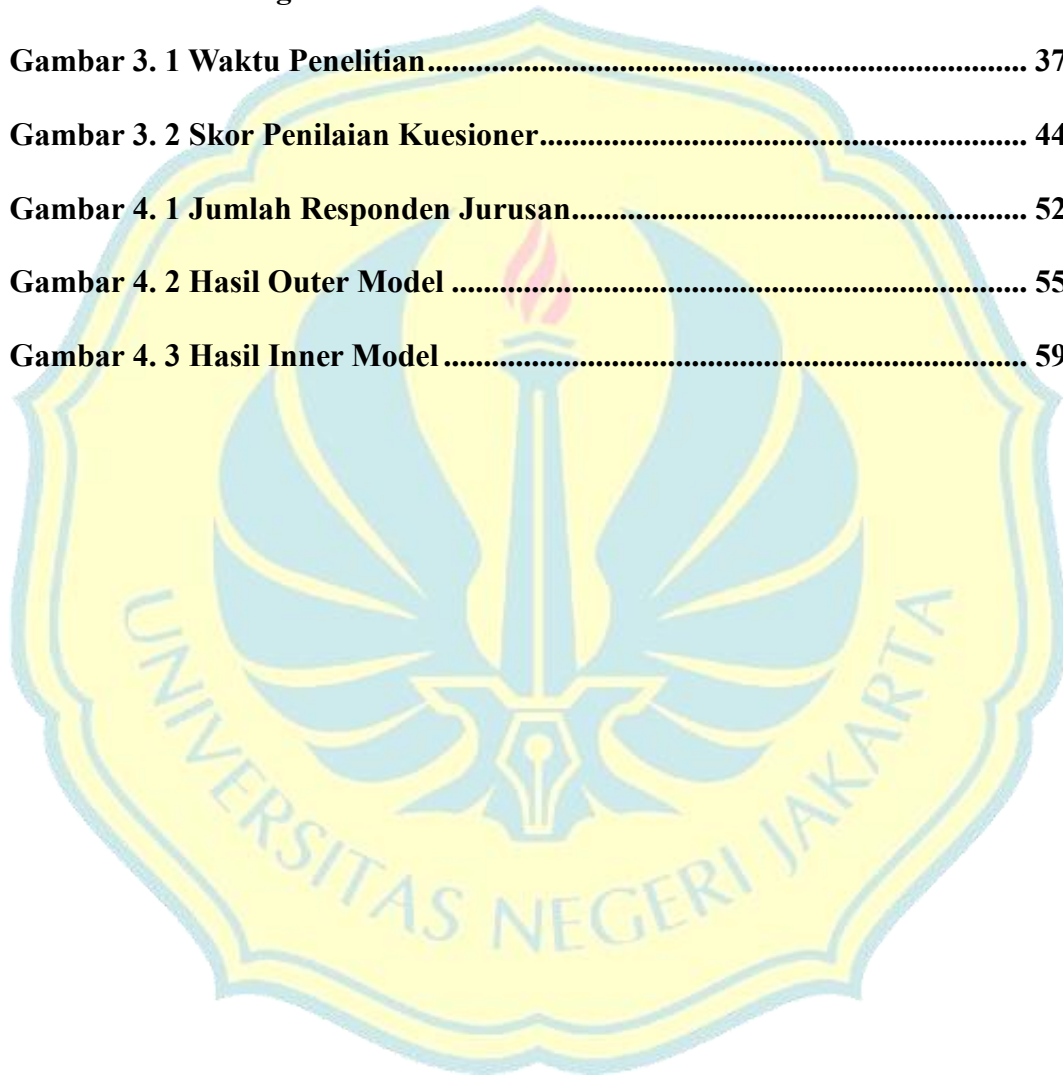 Gambar 3. 1 Waktu Penelitian........................................................................... 37
Gambar 3. 2 Skor Penilaian Kuesioner............................................................. 44
Gambar 4. 1 Jumlah Responden Jurusan......................................................... 52
Gambar 4. 2 Hasil Outer Model ........................................................................ 55
Gambar 4. 3 Hasil Inner Model ......................................................................... 59
UNIVERSITAS NEGERI JAKARTA